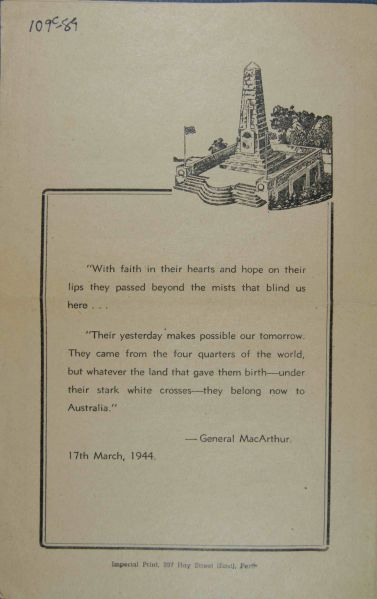 109c-89
"With faith in their hearts and hope on their
lips they passed beyond the mists that blind us
here . . .
"Their yesterday makes possible our tomorrow.
They came from the four quarters of the world,
but whatever the land that gave them birth—under
their stark white crosses—they belong now to
Australia."
— General MacArthur.
17th March, 1944.
Imperial Print, 397 Hay Street (East), Perth